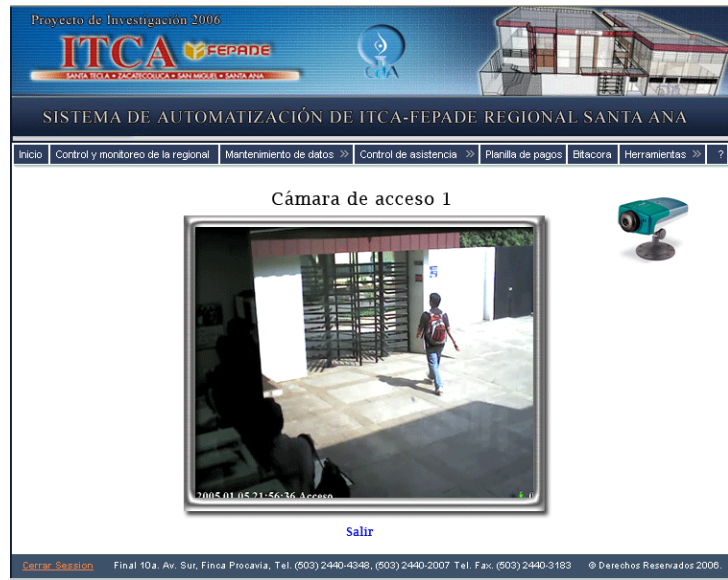 Proyecto de Investigación 2006
ITCA FEPADE
SANTA TECLA • ZACATECOLUCA • SAN MIGUEL • SANTA ANA
CdA
SISTEMA DE AUTOMATIZACIÓN DE ITCA-FEPADE REGIONAL SANTA ANA
Inicio Control y monitoreo de la regional Mantenimiento de datos » Control de asistencia » Planilla de pagos Bitacora Herramientas » ?
Cámara de acceso 1
2005.01.05 21:56:36 Acceso
Salir
Cerrar Session Final 10a. Av. Sur, Finca Procavia, Tel. (503) 2440-4348, (503) 2440-2007 Tel. Fax. (503) 2440-3183 © Derechos Reservados 2006.